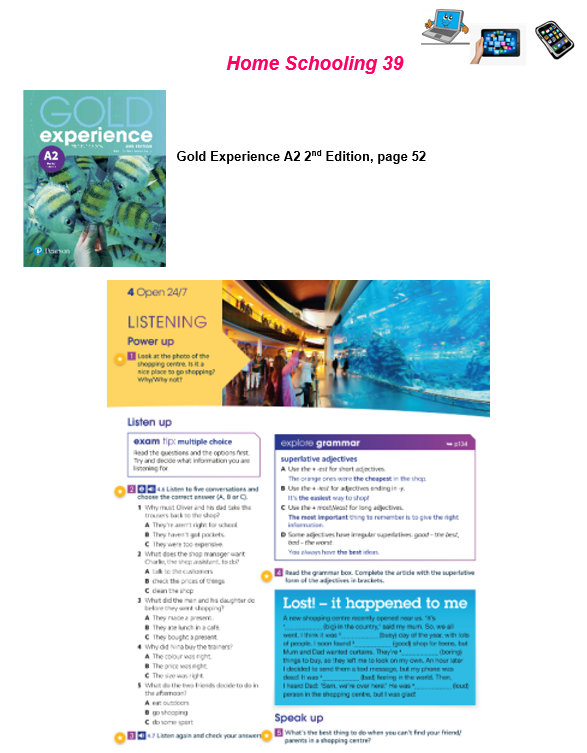 Home Schooling 39
GOLD
experience
2ND EDITION
A2
Pearson
Gold Experience A2 2nd Edition, page 52
4 Open 24/7
LISTENING
Power up
1 Look at the photo of the
shopping centre. Is it a
nice place to go shopping?
Why/Why not?
Listen up
exam tip: multiple choice
Read the questions and the options first.
Try and decide what information you are
listening for.
2 4.6 Listen to five conversations and
choose the correct answer (A, B or C).
1 Why must Oliver and his dad take the
trousers back to the shop?
A They're aren't right for school.
B They haven't got pockets.
C They were too expensive.
2 What does the shop manager want
Charlie, the shop assistant, to do?
A talk to the customers
B check the prices of things
C clean the shop
3 What did the man and his daughter do
before they went shopping?
A They made a present.
B They ate lunch in a café.
C They bought a present.
4 Why did Nina buy the trainers?
A The colour was right.
B The price was right.
C The size was right.
5 What do the two friends decide to do in
the afternoon?
A eat outdoors
B go shopping
C do some sport
3 4.7 Listen again and check your answers
explore grammar p134
superlative adjectives
A Use the + -est for short adjectives.
The orange ones were the cheapest in the shop.
B Use the + -iest for adjectives ending in -y.
It's the easiest way to shop!
C Use the + most/least for long adjectives.
The most important thing to remember is to give the right
information.
D Some adjectives have irregular superlatives. good – the best,
bad – the worst.
You always have the best ideas.
4 Read the grammar box. Complete the article with the superlative
form of the adjectives in brackets.
Lost! – it happened to me
A new shopping centre recently opened near us. 'It's
1 (big) in the country,' said my mum. So, we all
went. I think it was 2 (busy) day of the year, with lots
of people. I soon found 3 (good) shop for teens, but
Mum and Dad wanted curtains. They're 4 (boring)
things to buy, so they left me to look on my own. An hour later
I decided to send them a text message, but my phone was
dead. It was 5 (bad) feeling in the world. Then,
I heard Dad: 'Sam, we're over here!' He was 6 (loud)
person in the shopping centre, but I was glad!
Speak up
5 What's the best thing to do when you can't find your friend/
parents in a shopping centre?